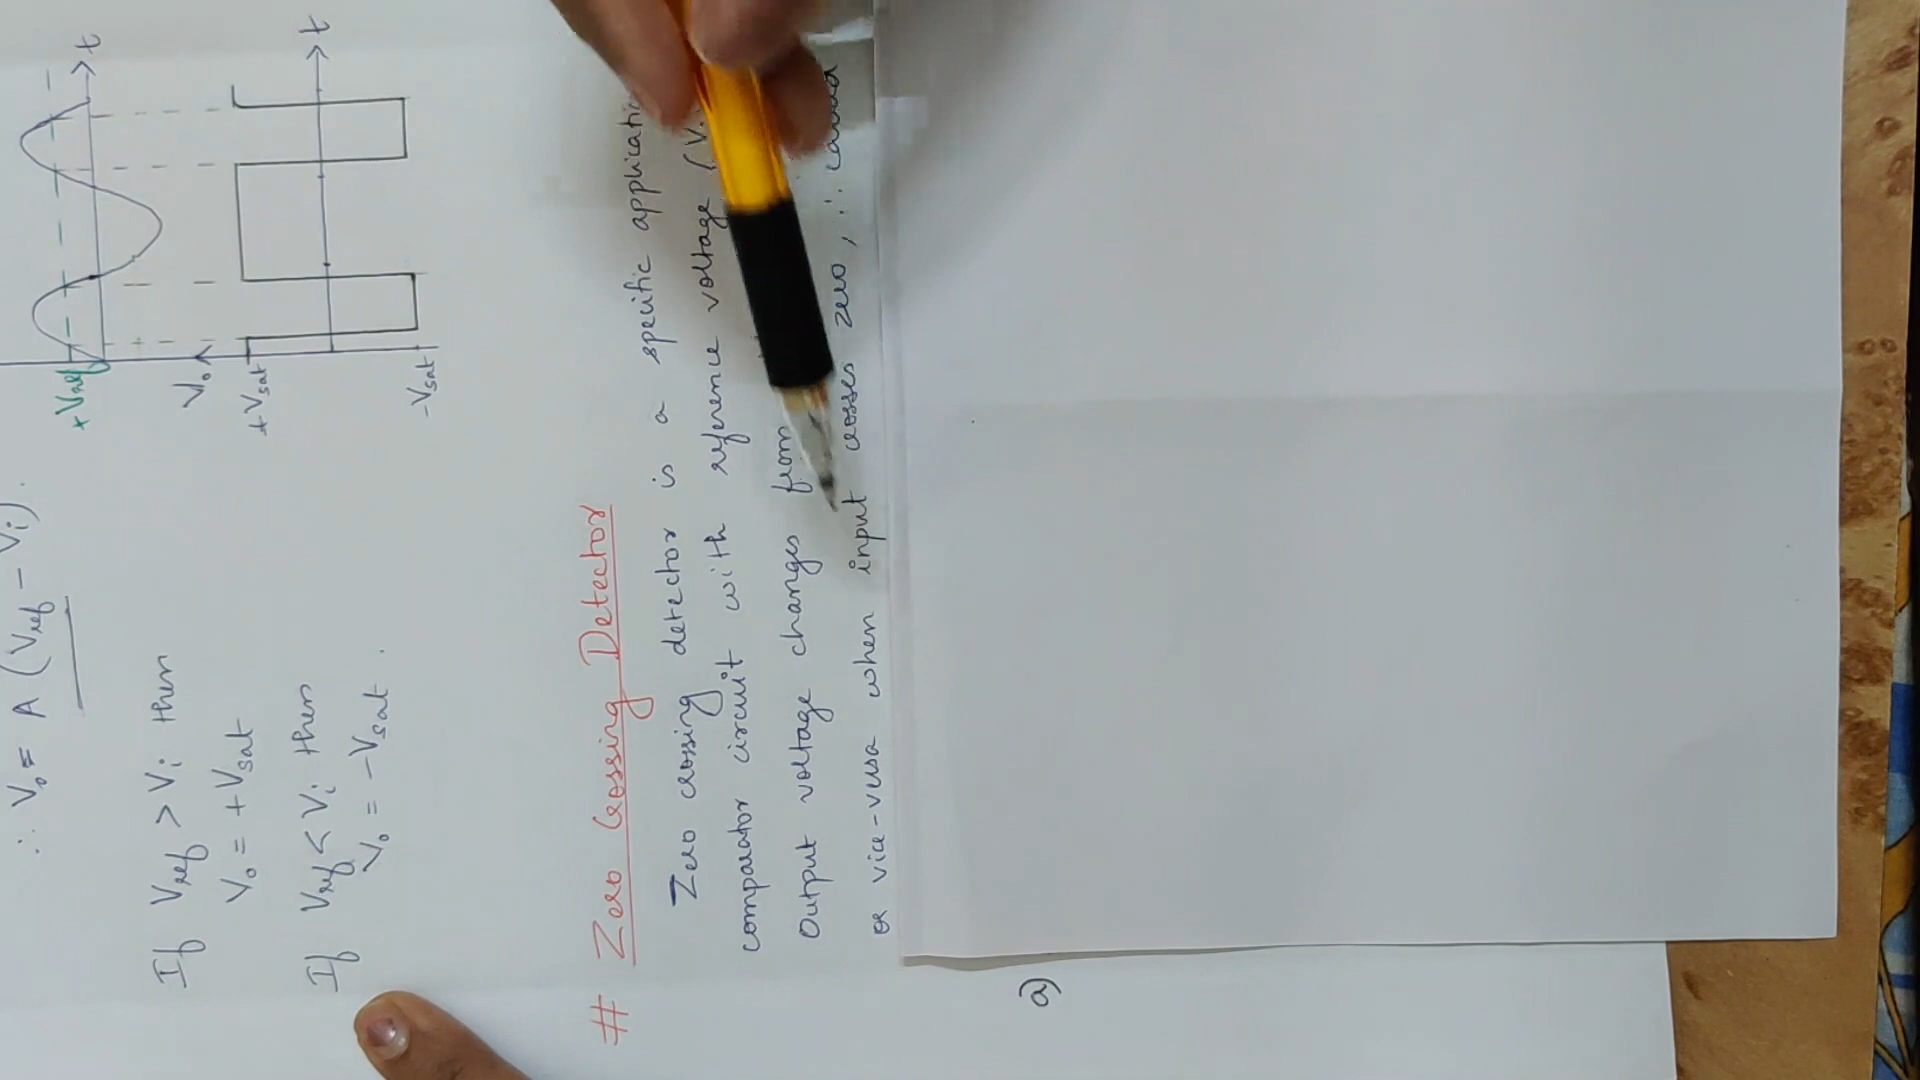 ∴ V₀ = A (Vref − Vi).
If Vref > Vi then
V₀ = +Vsat
If Vref < Vi then
V₀ = −Vsat.
+Vref
t
V₀
+Vsat
t
-Vsat
# Zero Crossing Detector
Zero crossing detector is a specific
comparator circuit with reference voltage
Output voltage changes from
or vice-versa when input crosses zero, ∴ called
a)